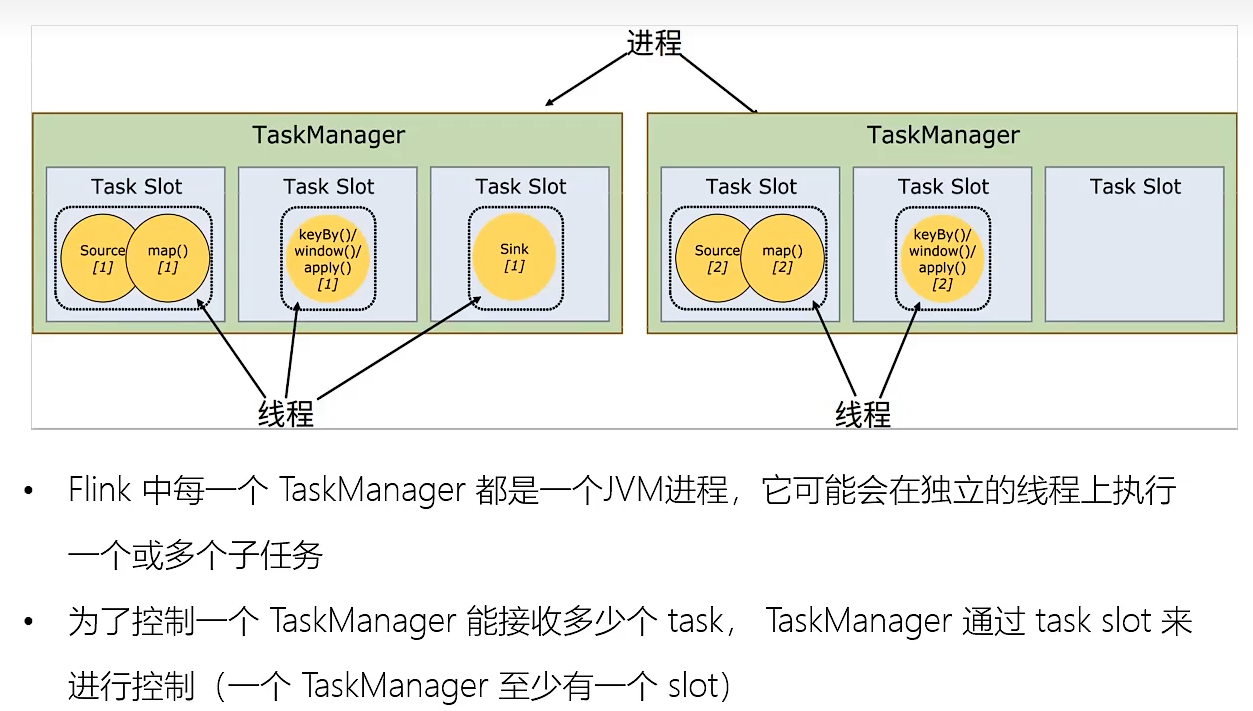 进程
TaskManager
Task Slot
Source
[1]
map()
[1]
Task Slot
keyBy()/
window()/
apply()
[1]
Task Slot
Sink
[1]
TaskManager
Task Slot
Source
[2]
map()
[2]
Task Slot
keyBy()/
window()/
apply()
[2]
Task Slot
线程
线程
• Flink 中每一个 TaskManager 都是一个JVM进程，它可能会在独立的线程上执行
一个或多个子任务
• 为了控制一个 TaskManager 能接收多少个 task， TaskManager 通过 task slot 来
进行控制（一个 TaskManager 至少有一个 slot）